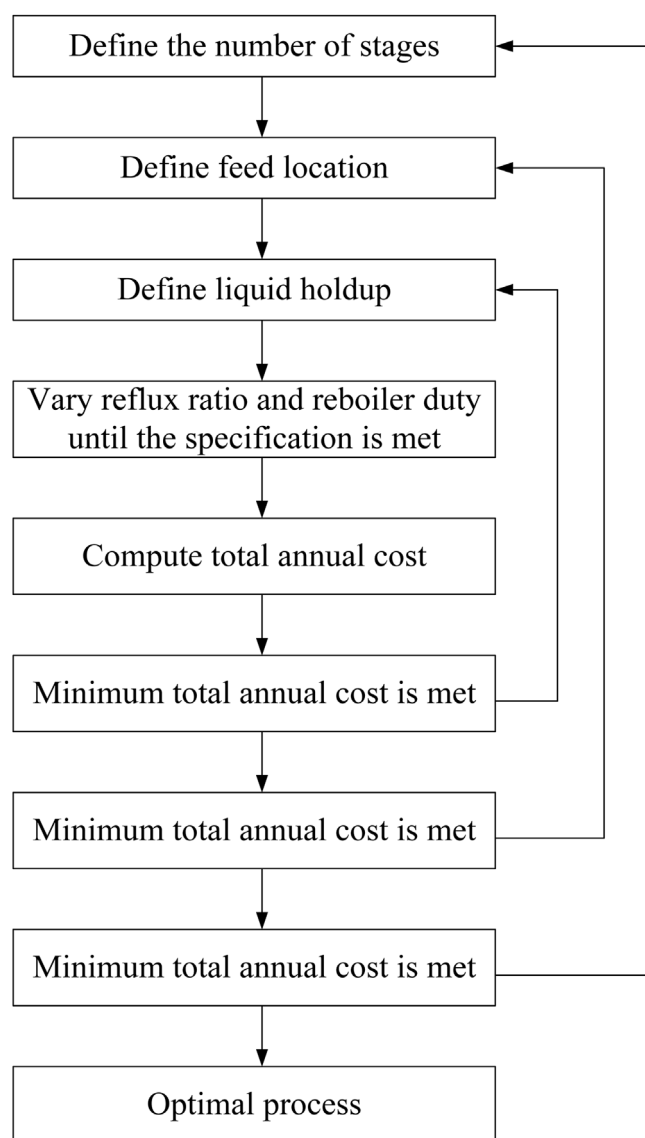 Define the number of stages
Define feed location
Define liquid holdup
Vary reflux ratio and reboiler duty
until the specification is met
Compute total annual cost
Minimum total annual cost is met
Minimum total annual cost is met
Minimum total annual cost is met
Optimal process